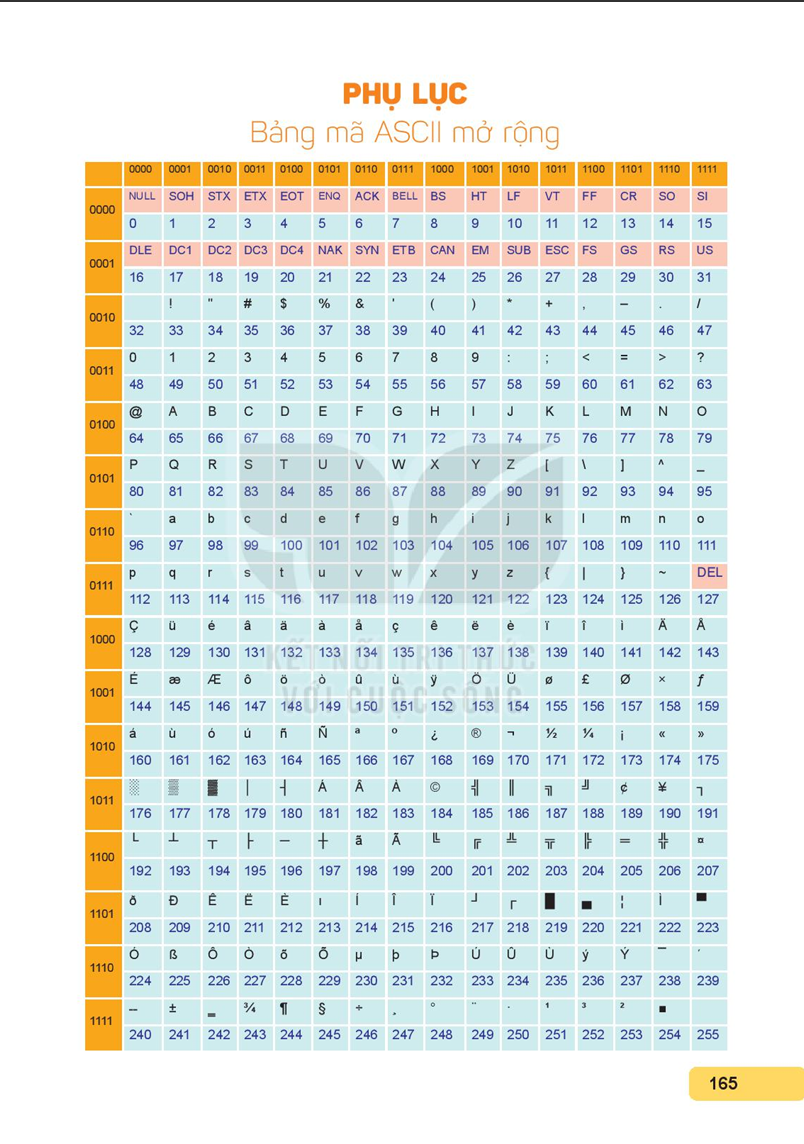 PHỤ LỤC
Bảng mã ASCII mở rộng
0000 0001 0010 0011 0100 0101 0110 0111 1000 1001 1010 1011 1100 1101 1110 1111
0000
NULL SOH STX ETX EOT ENQ ACK BELL BS HT LF VT FF CR SO SI
0 1 2 3 4 5 6 7 8 9 10 11 12 13 14 15
0001
DLE DC1 DC2 DC3 DC4 NAK SYN ETB CAN EM SUB ESC FS GS RS US
16 17 18 19 20 21 22 23 24 25 26 27 28 29 30 31
0010
! " # $ % & ' ( ) * + , – . /
32 33 34 35 36 37 38 39 40 41 42 43 44 45 46 47
0011
0 1 2 3 4 5 6 7 8 9 : ; < = > ?
48 49 50 51 52 53 54 55 56 57 58 59 60 61 62 63
0100
@ A B C D E F G H I J K L M N O
64 65 66 67 68 69 70 71 72 73 74 75 76 77 78 79
0101
P Q R S T U V W X Y Z [ \ ] ^ _
80 81 82 83 84 85 86 87 88 89 90 91 92 93 94 95
0110
` a b c d e f g h i j k l m n o
96 97 98 99 100 101 102 103 104 105 106 107 108 109 110 111
0111
p q r s t u v w x y z { | } ~ DEL
112 113 114 115 116 117 118 119 120 121 122 123 124 125 126 127
1000
Ç ü é â ä à å ç ê ë è ï î ì Ä Å
128 129 130 131 132 133 134 135 136 137 138 139 140 141 142 143
KẾT NỐI TRI THỨC
1001
É æ Æ ô ö ò û ù ÿ Ö Ü ø £ Ø × ƒ
144 145 146 147 148 149 150 151 152 153 154 155 156 157 158 159
VỚI CUỘC SỐNG
1010
á ù ó ú ñ Ñ ª º ¿ ® ¬ ½ ¼ ¡ « »
160 161 162 163 164 165 166 167 168 169 170 171 172 173 174 175
1011
░ ▒ ▓ │ ┤ Á Â À © ╣ ║ ╗ ╝ ¢ ¥ ┐
176 177 178 179 180 181 182 183 184 185 186 187 188 189 190 191
1100
└ ┴ ┬ ├ ─ ┼ ã Ã ╚ ╔ ╩ ╦ ╠ ═ ╬ ¤
192 193 194 195 196 197 198 199 200 201 202 203 204 205 206 207
1101
ð Đ Ê Ë È ı Í Î Ï ┘ ┌ █ ▄ ¦ Ì ▀
208 209 210 211 212 213 214 215 216 217 218 219 220 221 222 223
1110
Ó ß Ô Ò õ Õ µ þ Þ Ú Û Ù ý Ý ¯ ´
224 225 226 227 228 229 230 231 232 233 234 235 236 237 238 239
1111
– ± ‗ ¾ ¶ § ÷ ¸ ° ¨ · ¹ ³ ² ■
240 241 242 243 244 245 246 247 248 249 250 251 252 253 254 255
165